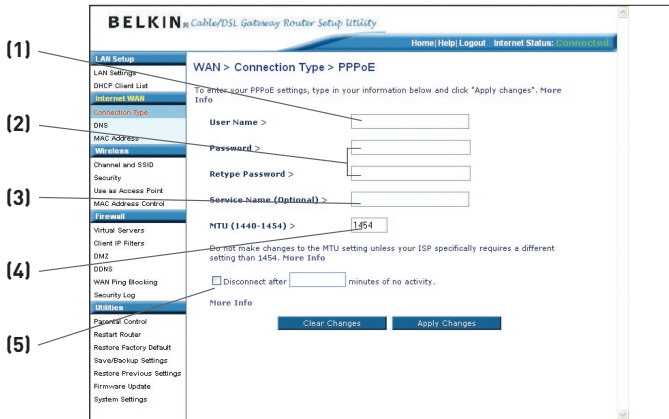 BELKIN® Cable/DSL Gateway Router Setup Utility
Home|Help|Logout Internet Status: Connected
(1)
(2)
(3)
(4)
(5)
LAN Setup
LAN Settings
DHCP Client List
Internet WAN
Connection Type
DNS
MAC Address
Wireless
Channel and SSID
Security
Use as Access Point
MAC Address Control
Firewall
Virtual Servers
Client IP Filters
DMZ
DDNS
WAN Ping Blocking
Security Log
Utilities
Parental Control
Restart Router
Restore Factory Default
Save/Backup Settings
Restore Previous Settings
Firmware Update
System Settings
WAN > Connection Type > PPPoE
To enter your PPPoE settings, type in your information below and click "Apply changes". More
Info
User Name >
Password >
Retype Password >
Service Name (Optional) >
MTU (1440-1454) > 1454
Do not make changes to the MTU setting unless your ISP specifically requires a different
setting than 1454. More Info
Disconnect after minutes of no activity.
More Info
Clear Changes Apply Changes